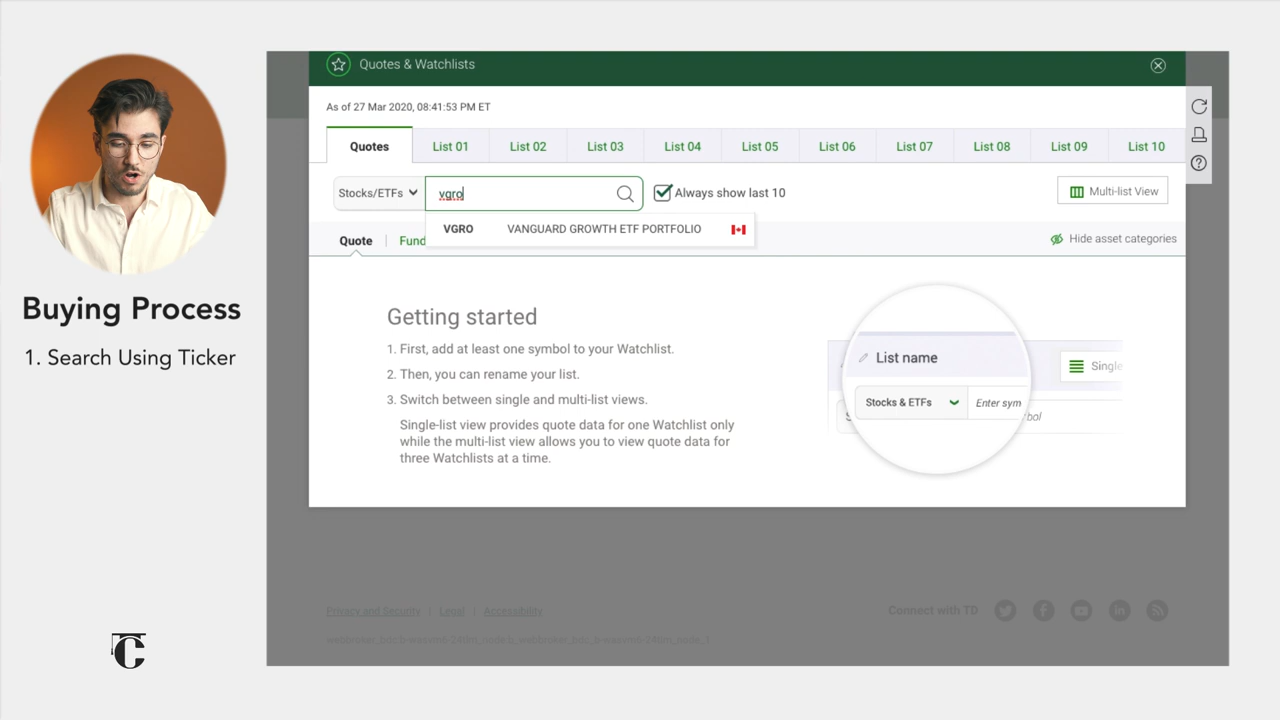 Quotes & Watchlists
As of 27 Mar 2020, 08:41:53 PM ET
Quotes
List 01
List 02
List 03
List 04
List 05
List 06
List 07
List 08
List 09
List 10
Stocks/ETFs
vgro
Always show last 10
Multi-list View
VGRO VANGUARD GROWTH ETF PORTFOLIO
Quote
Fund
Hide asset categories
Buying Process
1. Search Using Ticker
Getting started
1. First, add at least one symbol to your Watchlist.
2. Then, you can rename your list.
3. Switch between single and multi-list views.
Single-list view provides quote data for one Watchlist only
while the multi-list view allows you to view quote data for
three Watchlists at a time.
List name
Single
Stocks & ETFs
Enter sym
bol
Privacy and Security | Legal | Accessibility
Connect with TD
TC